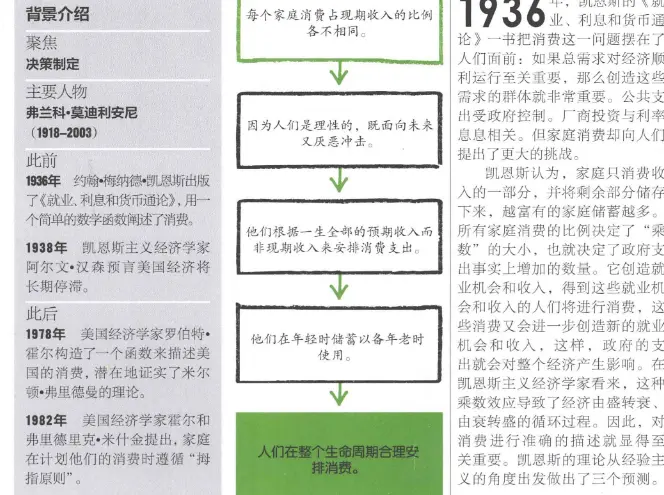 背景介绍
聚焦
决策制定
主要人物
弗兰科•莫迪利安尼
（1918–2003）
此前
1936年 约翰•梅纳德•凯恩斯出版
了《就业、利息和货币通论》，用一
个简单的数学函数阐述了消费。
1938年 凯恩斯主义经济学家
阿尔文•汉森预言美国经济将
长期停滞。
此后
1978年 美国经济学家罗伯特•
霍尔构造了一个函数来描述美
国的消费，潜在地证实了米尔
顿•弗里德曼的理论。
1982年 美国经济学家霍尔和
弗里德里克•米什金提出，家庭
在计划他们的消费时遵循“拇
指原则”。
每个家庭消费占现期收入的比例
各不相同。
因为人们是理性的，既面向未来
又厌恶冲击。
他们根据一生全部的预期收入而
非现期收入来安排消费支出。
他们在年轻时储蓄以备年老时
使用。
人们在整个生命周期合理安
排消费。
1936年，凯恩斯的《就
业、利息和货币通
论》一书把消费这一问题摆在了
人们面前：如果总需求对经济顺
利运行至关重要，那么创造这些
需求的群体就非常重要。公共支
出受政府控制。厂商投资与利率
息息相关。但家庭消费却向人们
提出了更大的挑战。
凯恩斯认为，家庭只消费收
入的一部分，并将剩余部分储存
下来，越富有的家庭储蓄越多。
所有家庭消费的比例决定了“乘
数”的大小，也就决定了政府支
出事实上增加的数量。它创造就
业机会和收入，得到这些就业机
会和收入的人们将进行消费，这
些消费又会进一步创造新的就业
机会和收入，这样，政府的支
出就会对整个经济产生影响。在
凯恩斯主义经济学家看来，这种
乘数效应导致了经济由盛转衰、
由衰转盛的循环过程。因此，对
消费进行准确的描述就显得至
关重要。凯恩斯的理论从经验主
义的角度出发做出了三个预测。